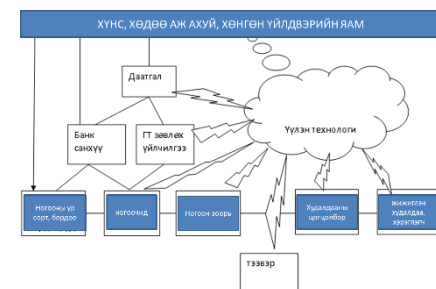 ХҮНС, ХӨДӨӨ АЖ АХУЙ, ХӨНГӨН ҮЙЛДВЭРИЙН ЯАМ
Даатгал
Банк
санхүү
ГТ зөвлөх
үйлчилгээ
Үүлэн технологи
Ногооны үр
сорт, бордоо
ногоочид
Ногоон зоорь
Худалдааны
жижиглэн
худалдаа,
хэрэглэгч
тээвэр